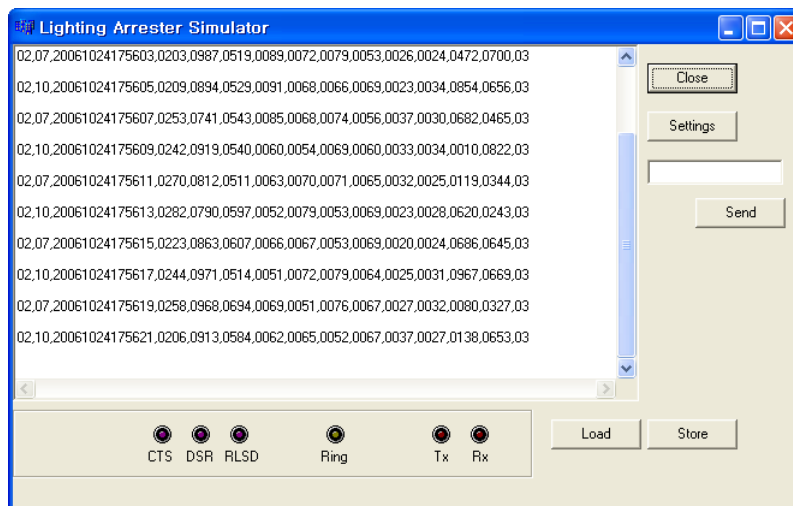 Lighting Arrester Simulator
02,07,20061024175603,0203,0987,0519,0089,0072,0079,0053,0026,0024,0472,0700,03
02,10,20061024175605,0209,0894,0529,0091,0068,0066,0069,0023,0034,0854,0656,03
02,07,20061024175607,0253,0741,0543,0085,0068,0074,0056,0037,0030,0682,0465,03
02,10,20061024175609,0242,0919,0540,0060,0054,0069,0060,0033,0034,0010,0822,03
02,07,20061024175611,0270,0812,0511,0063,0070,0071,0065,0032,0025,0119,0344,03
02,10,20061024175613,0282,0790,0597,0052,0079,0053,0069,0023,0028,0620,0243,03
02,07,20061024175615,0223,0863,0607,0066,0067,0053,0069,0020,0024,0686,0645,03
02,10,20061024175617,0244,0971,0514,0051,0072,0079,0064,0025,0031,0967,0669,03
02,07,20061024175619,0258,0968,0694,0069,0051,0076,0067,0027,0032,0080,0327,03
02,10,20061024175621,0206,0913,0584,0062,0065,0052,0067,0037,0027,0138,0653,03
Close
Settings
Send
CTS DSR RLSD Ring Tx Rx
Load Store